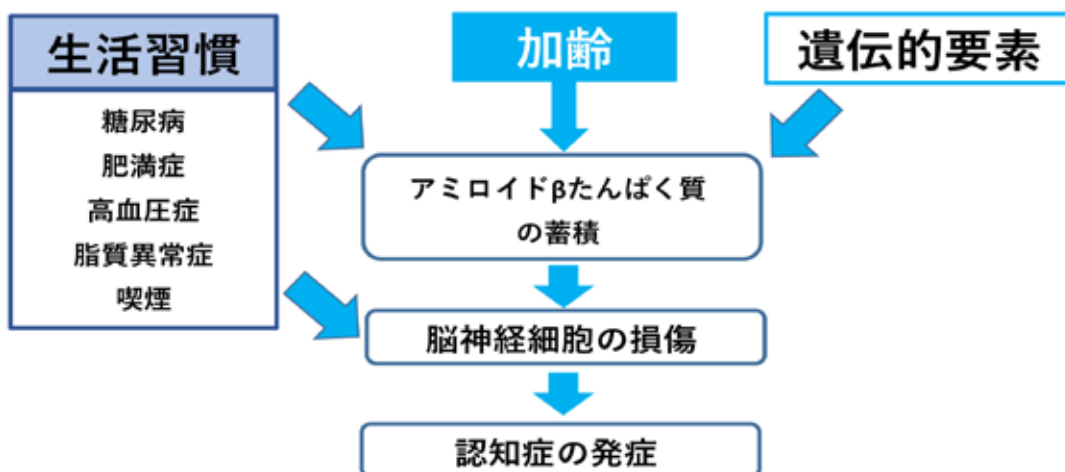 生活習慣
糖尿病
肥満症
高血圧症
脂質異常症
喫煙
加齢
遺伝的要素
アミロイドβたんぱく質
の蓄積
脳神経細胞の損傷
認知症の発症